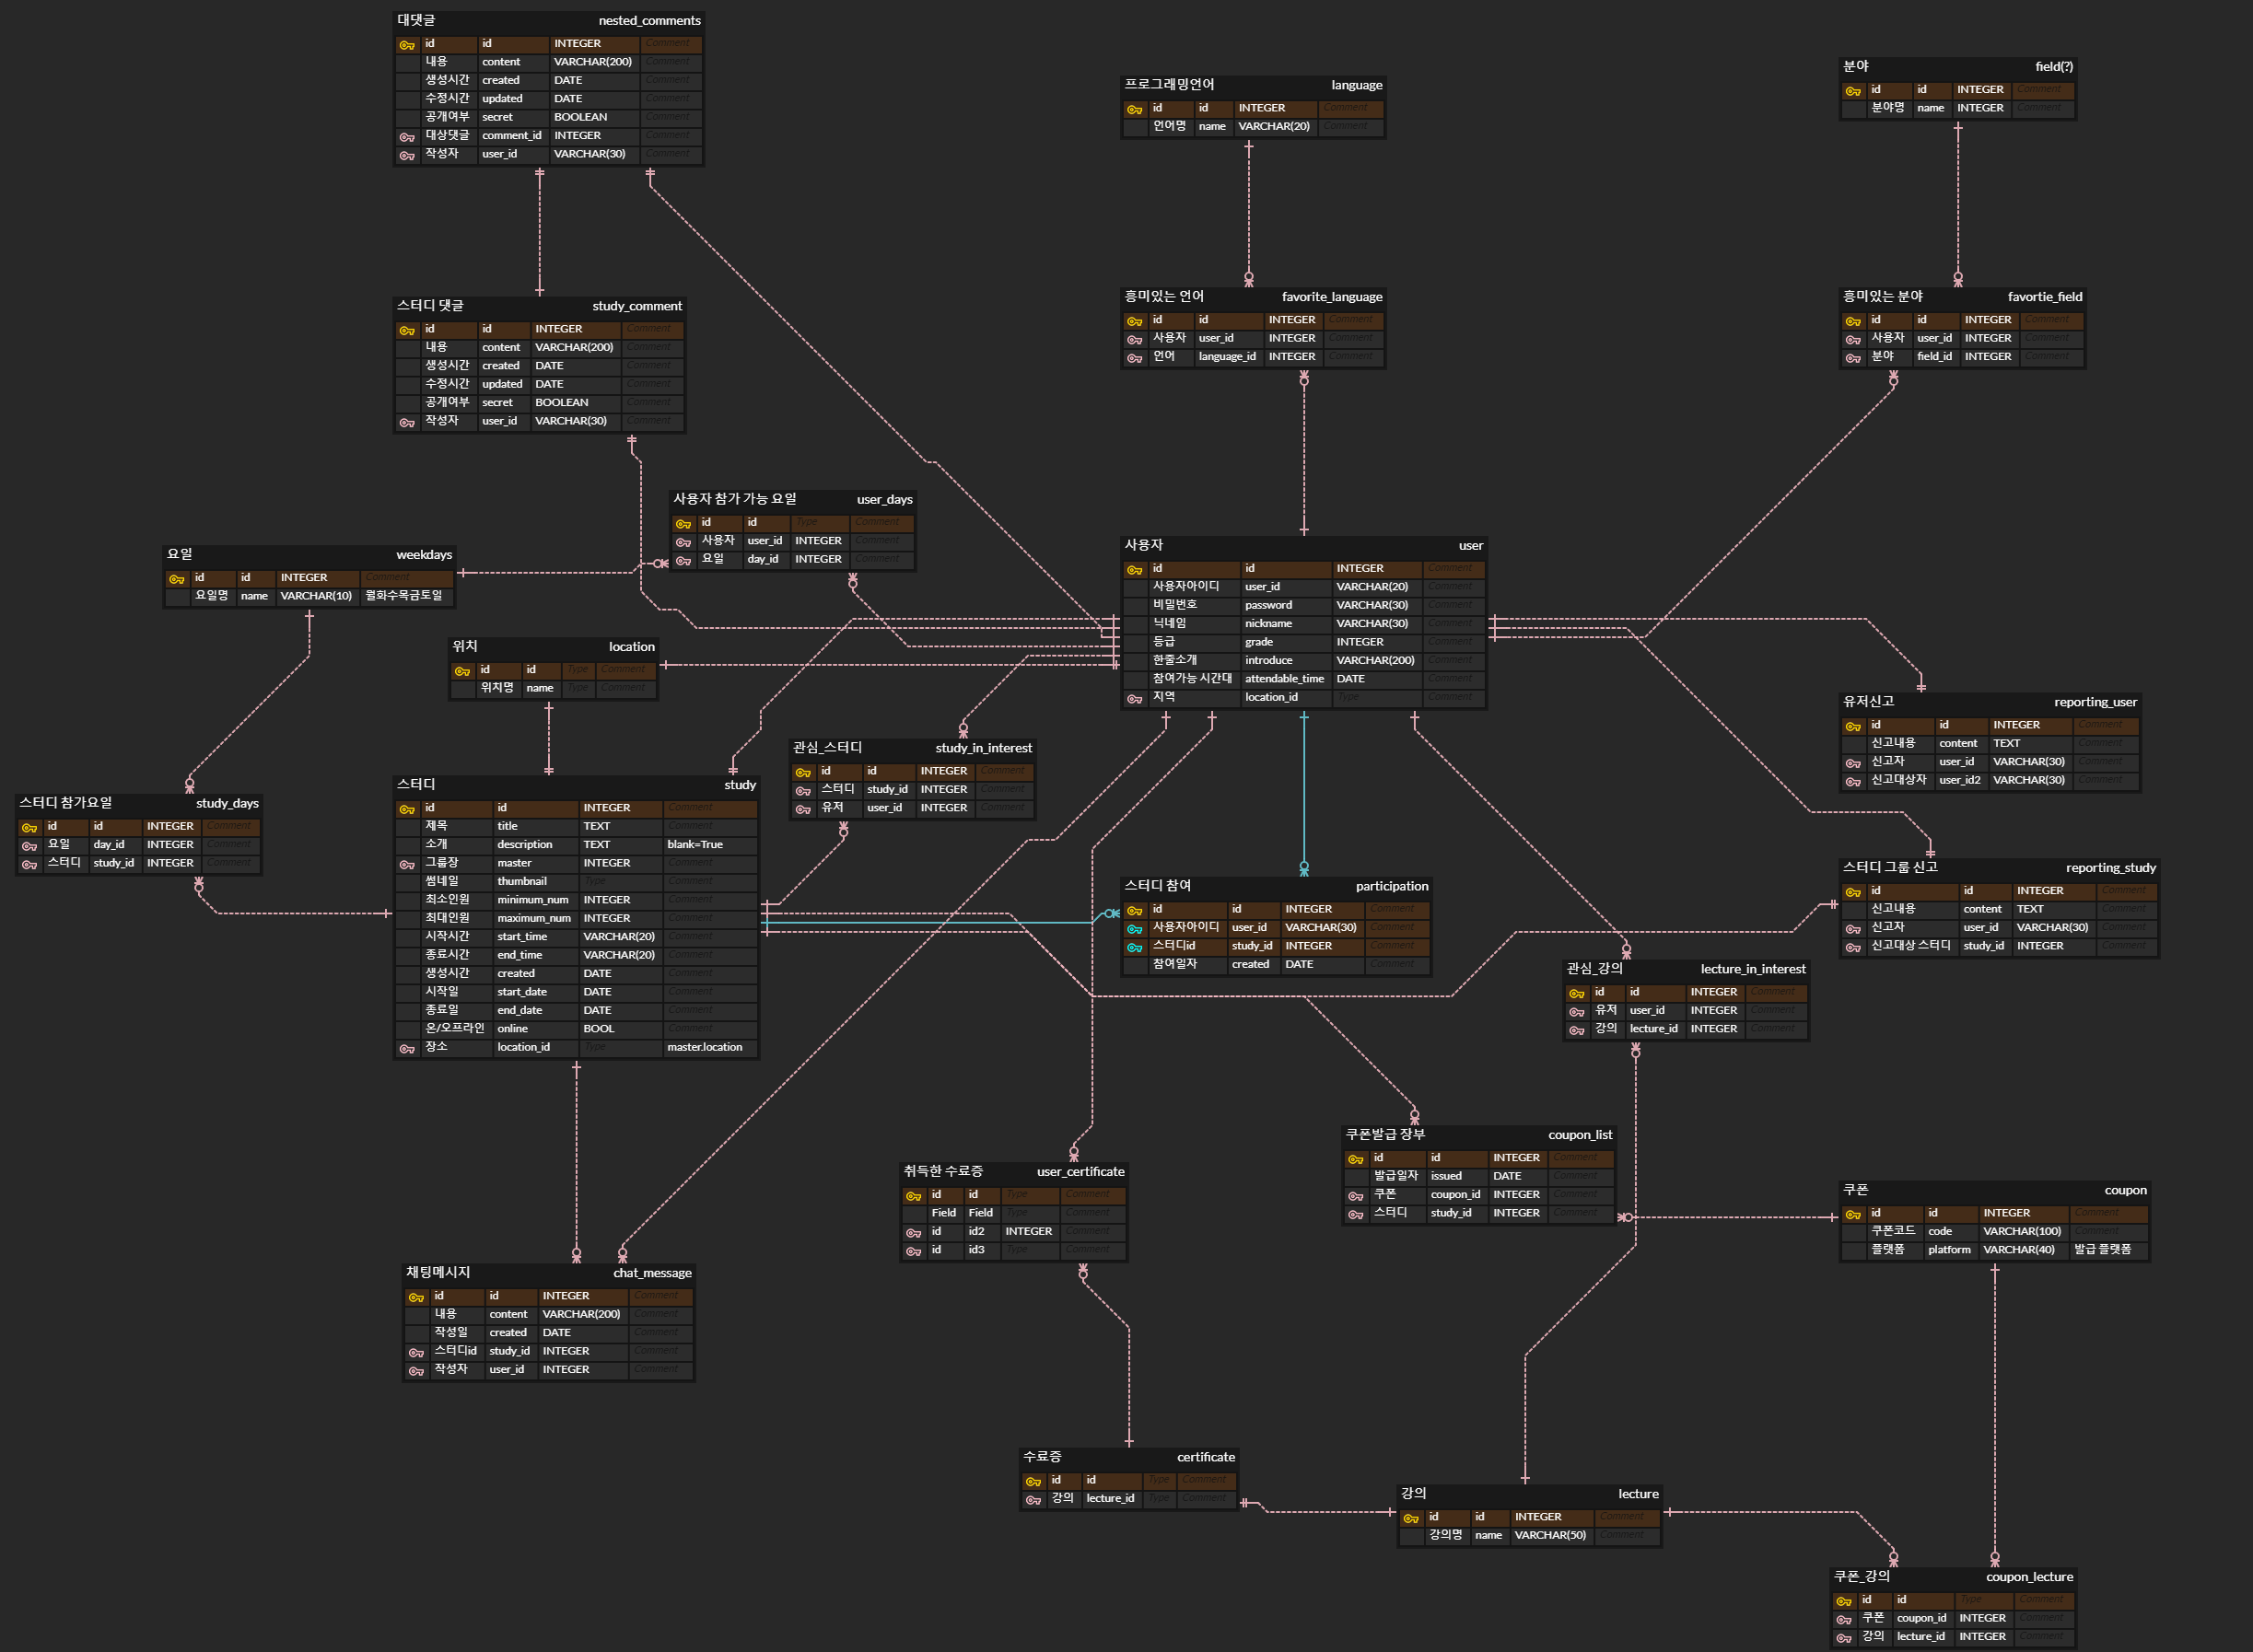 대댓글 nested_comments
id id INTEGER Comment
내용 content VARCHAR(200) Comment
생성시간 created DATE Comment
수정시간 updated DATE Comment
공개여부 secret BOOLEAN Comment
대상댓글 comment_id INTEGER Comment
작성자 user_id VARCHAR(30) Comment
프로그래밍언어 language
id id INTEGER Comment
언어명 name VARCHAR(20) Comment
분야 field(?)
id id INTEGER Comment
분야명 name INTEGER Comment
스터디 댓글 study_comment
id id INTEGER Comment
내용 content VARCHAR(200) Comment
생성시간 created DATE Comment
수정시간 updated DATE Comment
공개여부 secret BOOLEAN Comment
작성자 user_id VARCHAR(30) Comment
흥미있는 언어 favorite_language
id id INTEGER Comment
사용자 user_id INTEGER Comment
언어 language_id INTEGER Comment
흥미있는 분야 favortie_field
id id INTEGER Comment
사용자 user_id INTEGER Comment
분야 field_id INTEGER Comment
사용자 참가 가능 요일 user_days
id id Type Comment
사용자 user_id INTEGER Comment
요일 day_id INTEGER Comment
요일 weekdays
id id INTEGER Comment
요일명 name VARCHAR(10) 월화수목금토일
사용자 user
id id INTEGER Comment
사용자아이디 user_id VARCHAR(20) Comment
비밀번호 password VARCHAR(30) Comment
닉네임 nickname VARCHAR(30) Comment
등급 grade INTEGER Comment
한줄소개 introduce VARCHAR(200) Comment
참여가능 시간대 attendable_time DATE Comment
지역 location_id Type Comment
위치 location
id id Type Comment
위치명 name Type Comment
유저신고 reporting_user
id id INTEGER Comment
신고내용 content TEXT Comment
신고자 user_id VARCHAR(30) Comment
신고대상자 user_id2 VARCHAR(30) Comment
관심_스터디 study_in_interest
id id INTEGER Comment
스터디 study_id INTEGER Comment
유저 user_id INTEGER Comment
스터디 참가요일 study_days
id id INTEGER Comment
요일 day_id INTEGER Comment
스터디 study_id INTEGER Comment
스터디 study
id id INTEGER Comment
제목 title TEXT Comment
소개 description TEXT blank=True
그룹장 master INTEGER Comment
썸네일 thumbnail Type Comment
최소인원 minimum_num INTEGER Comment
최대인원 maximum_num INTEGER Comment
시작시간 start_time VARCHAR(20) Comment
종료시간 end_time VARCHAR(20) Comment
생성시간 created DATE Comment
시작일 start_date DATE Comment
종료일 end_date DATE Comment
온/오프라인 online BOOL Comment
장소 location_id Type master.location
스터디 참여 participation
id id INTEGER Comment
사용자아이디 user_id VARCHAR(30) Comment
스터디id study_id INTEGER Comment
참여일자 created DATE Comment
스터디 그룹 신고 reporting_study
id id INTEGER Comment
신고내용 content TEXT Comment
신고자 user_id VARCHAR(30) Comment
신고대상 스터디 study_id INTEGER Comment
관심_강의 lecture_in_interest
id id INTEGER Comment
유저 user_id INTEGER Comment
강의 lecture_id INTEGER Comment
쿠폰발급 장부 coupon_list
id id INTEGER Comment
발급일자 issued DATE Comment
쿠폰 coupon_id INTEGER Comment
스터디 study_id INTEGER Comment
취득한 수료증 user_certificate
id id Type Comment
Field Field Type Comment
id id2 INTEGER Comment
id id3 Type Comment
쿠폰 coupon
id id INTEGER Comment
쿠폰코드 code VARCHAR(100) Comment
플랫폼 platform VARCHAR(40) 발급 플랫폼
채팅메시지 chat_message
id id INTEGER Comment
내용 content VARCHAR(200) Comment
작성일 created DATE Comment
스터디id study_id INTEGER Comment
작성자 user_id INTEGER Comment
수료증 certificate
id id Type Comment
강의 lecture_id Type Comment
강의 lecture
id id INTEGER Comment
강의명 name VARCHAR(50) Comment
쿠폰_강의 coupon_lecture
id id Type Comment
쿠폰 coupon_id INTEGER Comment
강의 lecture_id INTEGER Comment